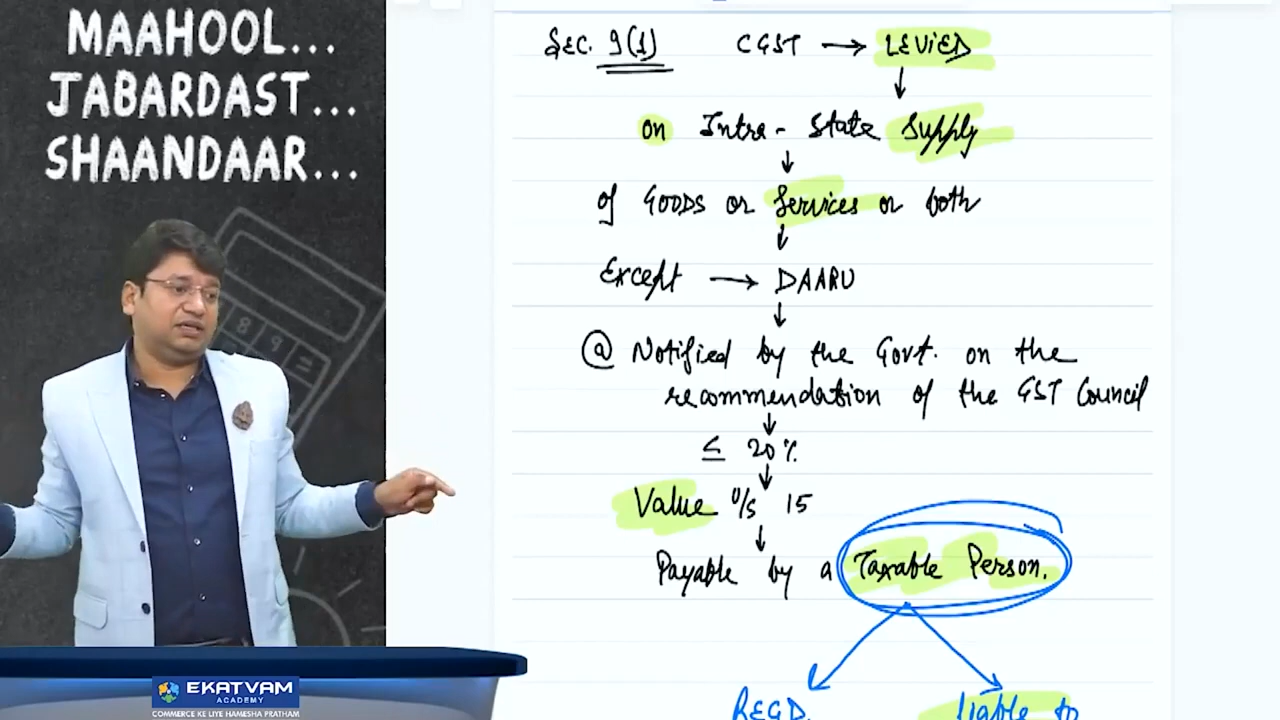 MAAHOOL...
JABARDAST...
SHAANDAAR...
EKATVAM
ACADEMY
COMMERCE KE LIYE HAMESHA PRATHAM
SEC. 9(1) CGST → LEVIED
on Intra-State Supply
of GOODS or Services or both
Except → DAARU
@ Notified by the Govt. on the
recommendation of the GST Council
≤ 20%
Value u/s 15
Payable by a Taxable Person.
REGD.
liable to